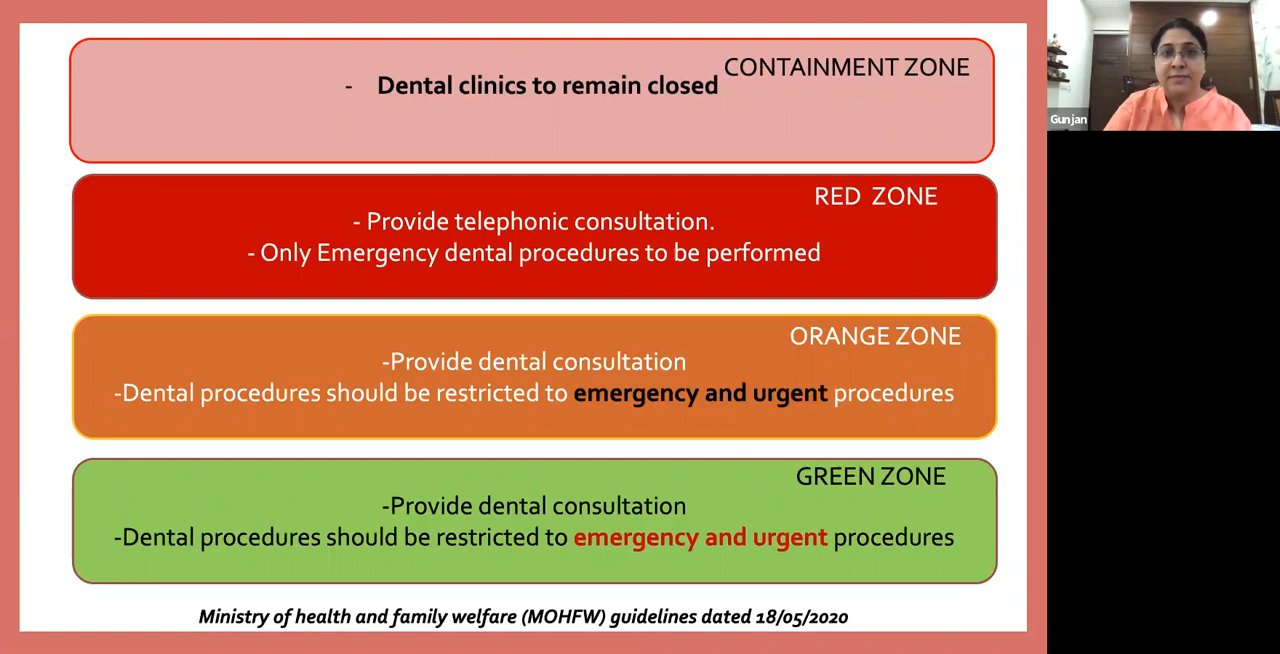 CONTAINMENT ZONE
- Dental clinics to remain closed
RED ZONE
- Provide telephonic consultation.
- Only Emergency dental procedures to be performed
ORANGE ZONE
-Provide dental consultation
-Dental procedures should be restricted to emergency and urgent procedures
GREEN ZONE
-Provide dental consultation
-Dental procedures should be restricted to emergency and urgent procedures
Ministry of health and family welfare (MOHFW) guidelines dated 18/05/2020
Gunjan